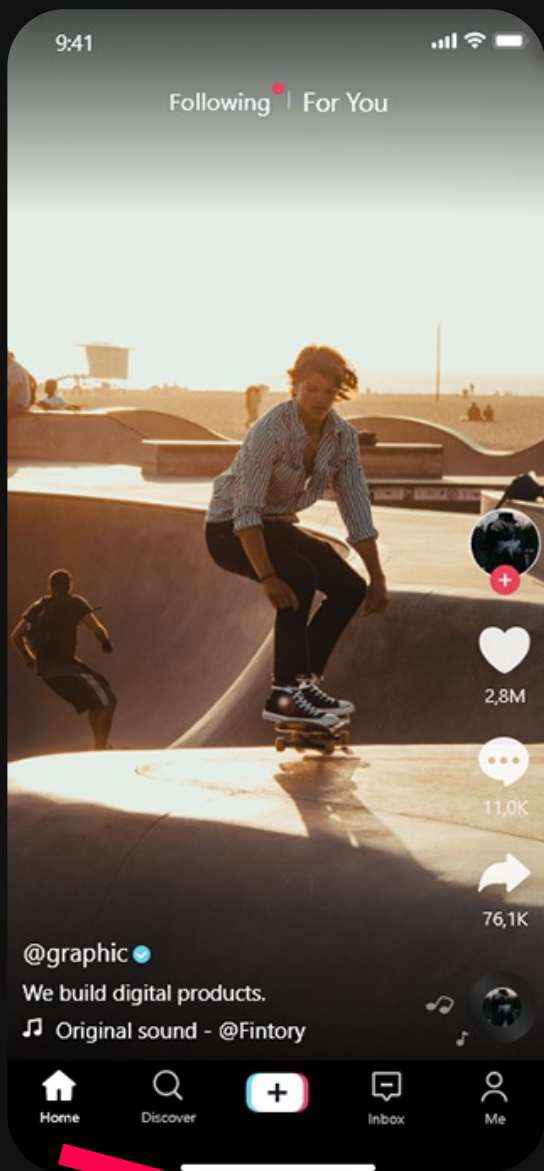 9:41
Following | For You
2,8M
11,0K
76,1K
@graphic
We build digital products.
Original sound - @Fintory
Home
Discover
Inbox
Me